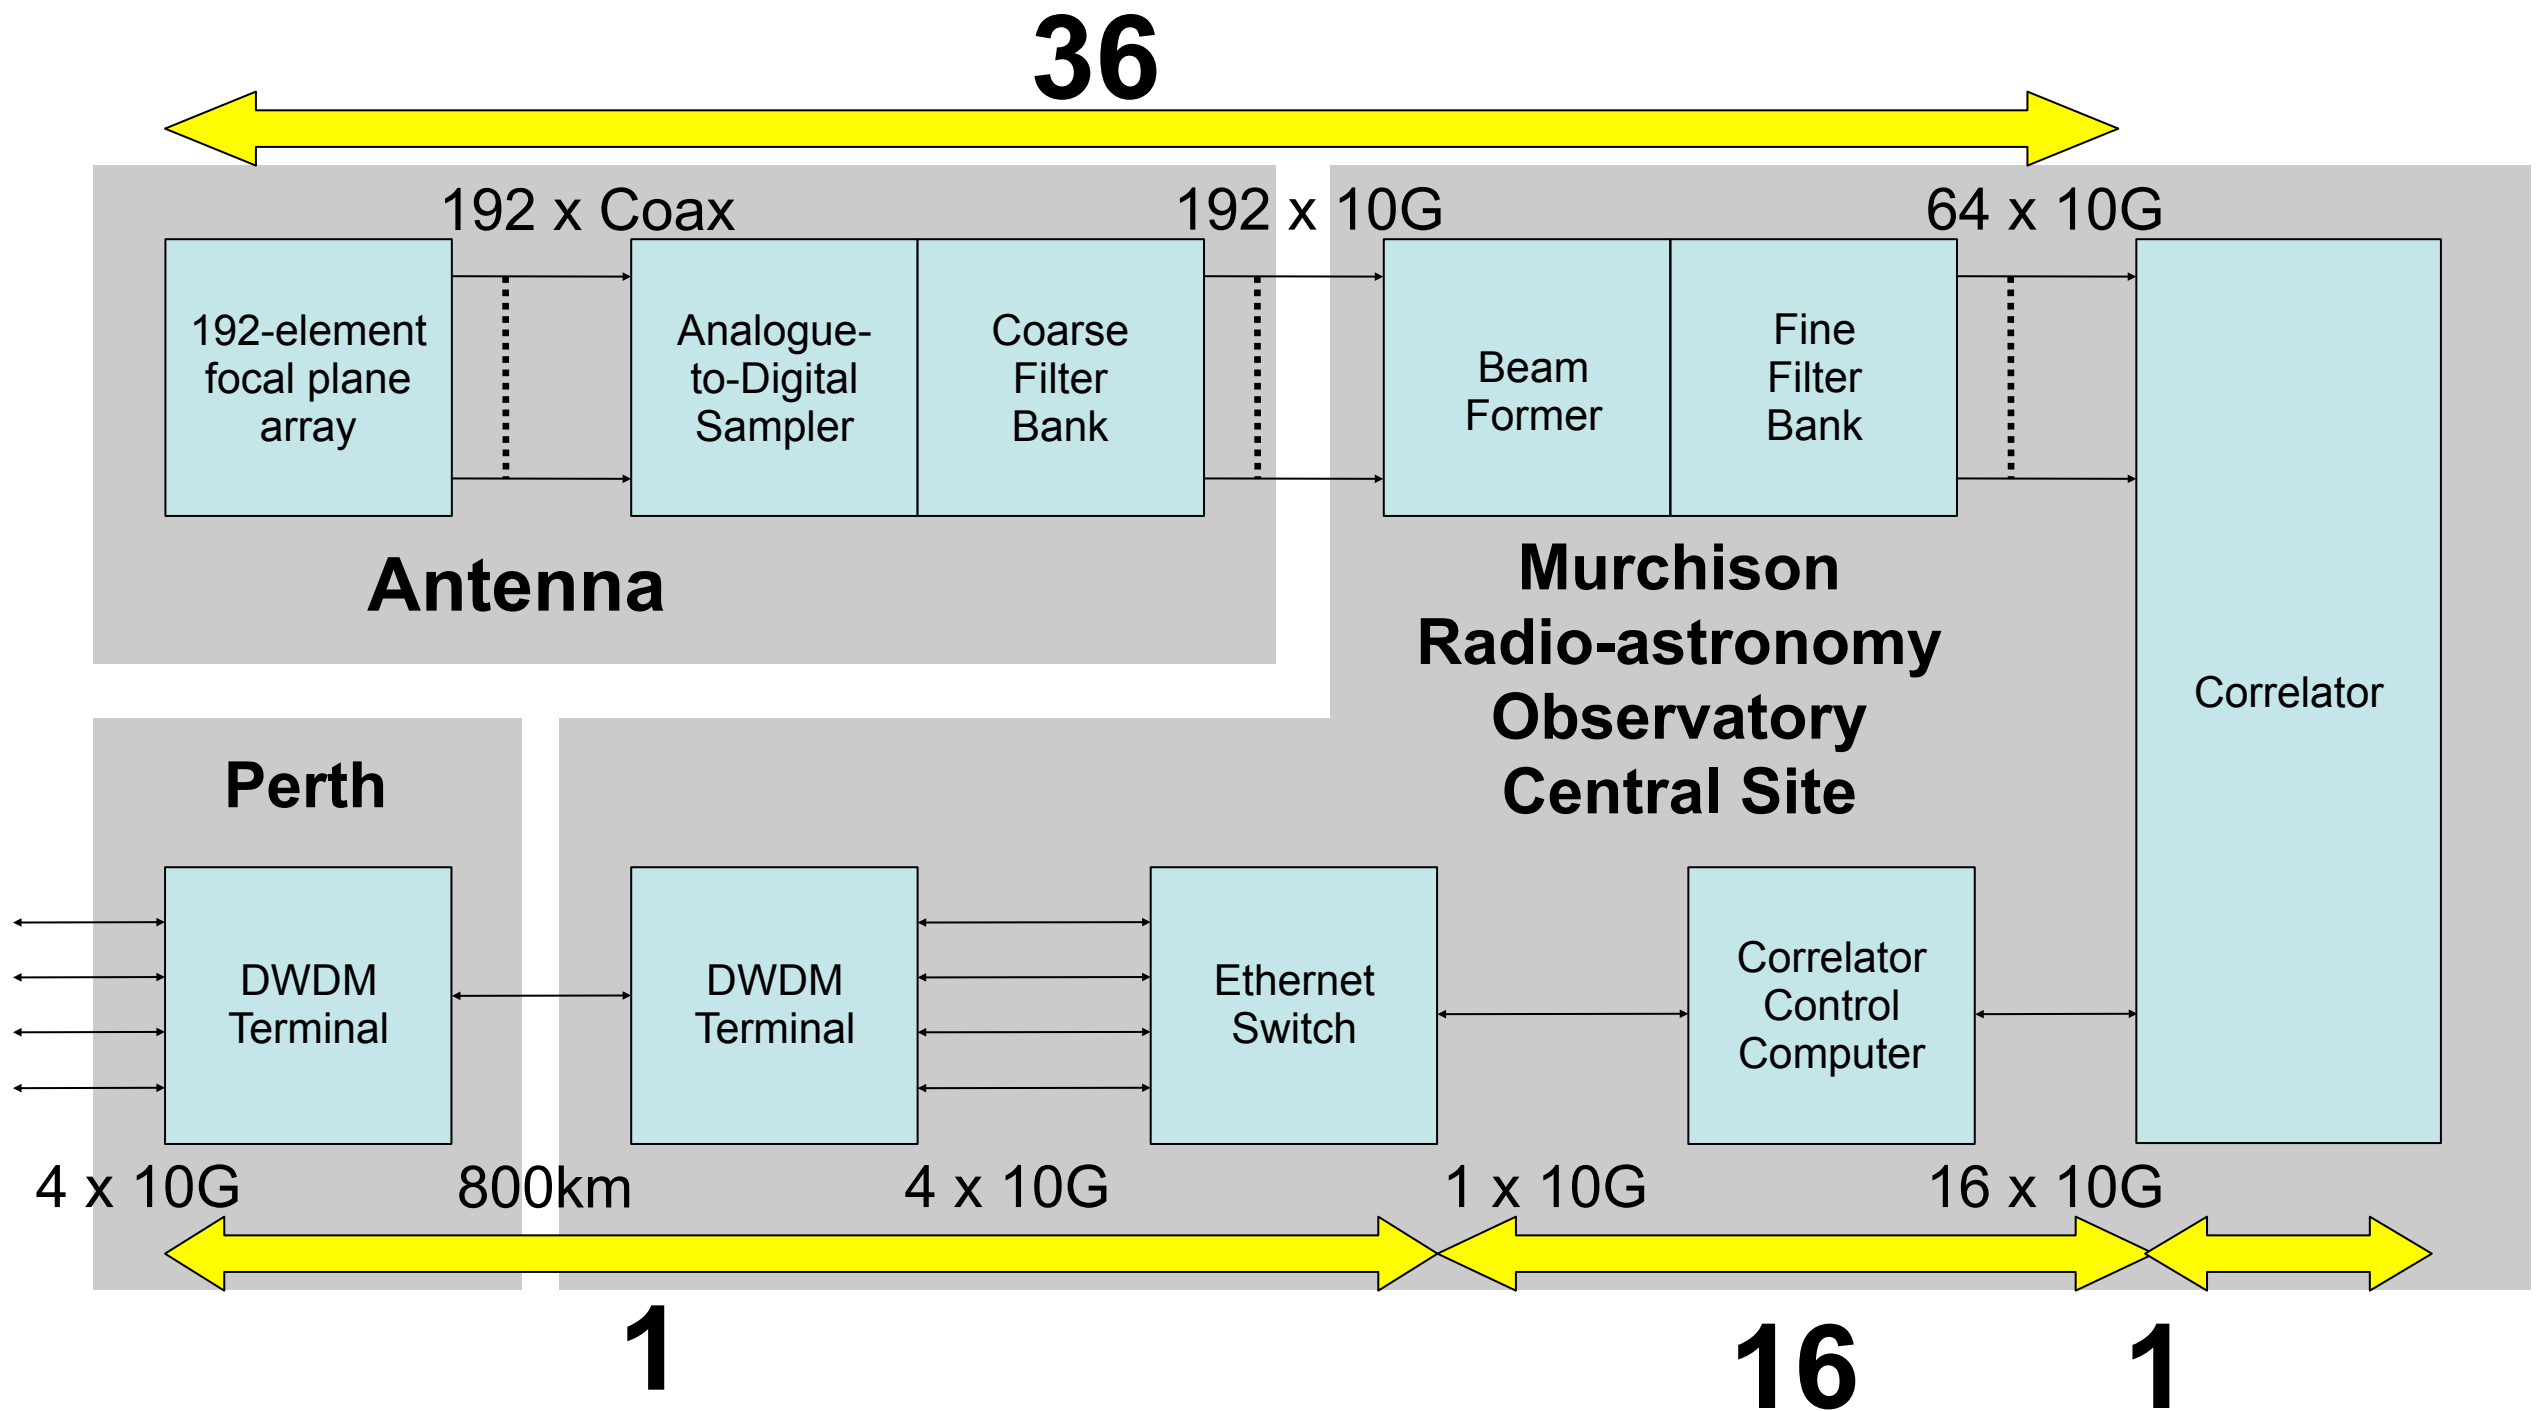 36
192 x Coax
192 x 10G
64 x 10G
192-element
focal plane
array
Analogue-
to-Digital
Sampler
Coarse
Filter
Bank
Beam
Former
Fine
Filter
Bank
Correlator
Antenna
Murchison
Radio-astronomy
Observatory
Central Site
Perth
DWDM
Terminal
DWDM
Terminal
Ethernet
Switch
Correlator
Control
Computer
4 x 10G
800km
4 x 10G
1 x 10G
16 x 10G
1
16
1